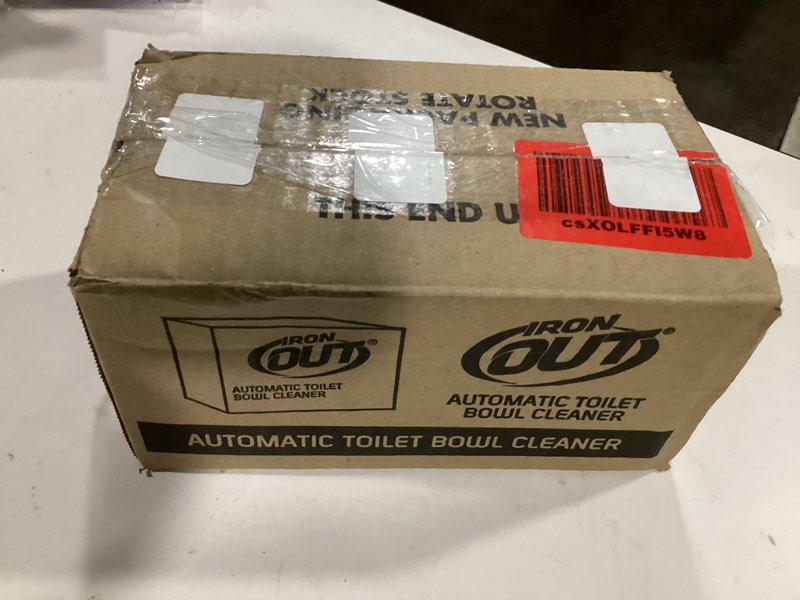 NEW PACKAGING
ROTATE STOCK
THIS END U
csXOLFFI5W8
IRON
OUT®
AUTOMATIC TOILET
BOWL CLEANER
IRON
OUT®
AUTOMATIC TOILET
BOWL CLEANER
AUTOMATIC TOILET BOWL CLEANER